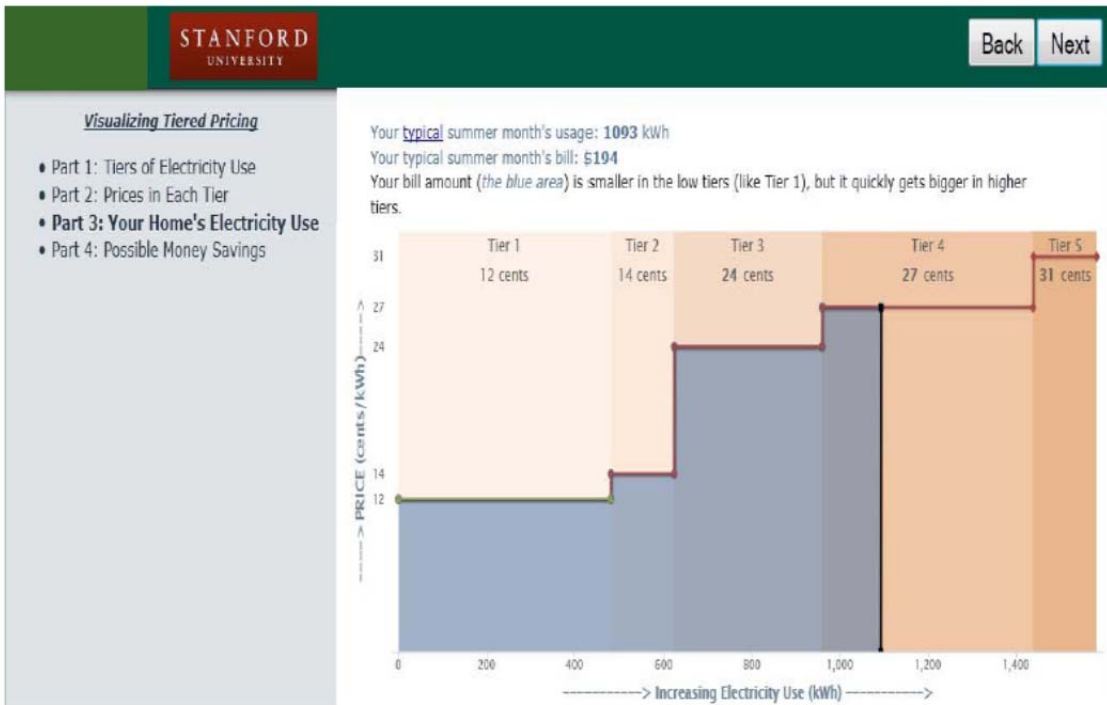 STANFORD
UNIVERSITY
Back Next
Visualizing Tiered Pricing
• Part 1: Tiers of Electricity Use
• Part 2: Prices in Each Tier
• Part 3: Your Home's Electricity Use
• Part 4: Possible Money Savings
Your typical summer month's usage: 1093 kWh
Your typical summer month's bill: $194
Your bill amount (the blue area) is smaller in the low tiers (like Tier 1), but it quickly gets bigger in higher
tiers.
Tier 1 Tier 2 Tier 3 Tier 4 Tier 5
12 cents 14 cents 24 cents 27 cents 31 cents
31
27
24
14
12
-----> PRICE (cents/kWh)----->
0 200 400 600 800 1,000 1,200 1,400
-----------> Increasing Electricity Use (kWh) ----------->